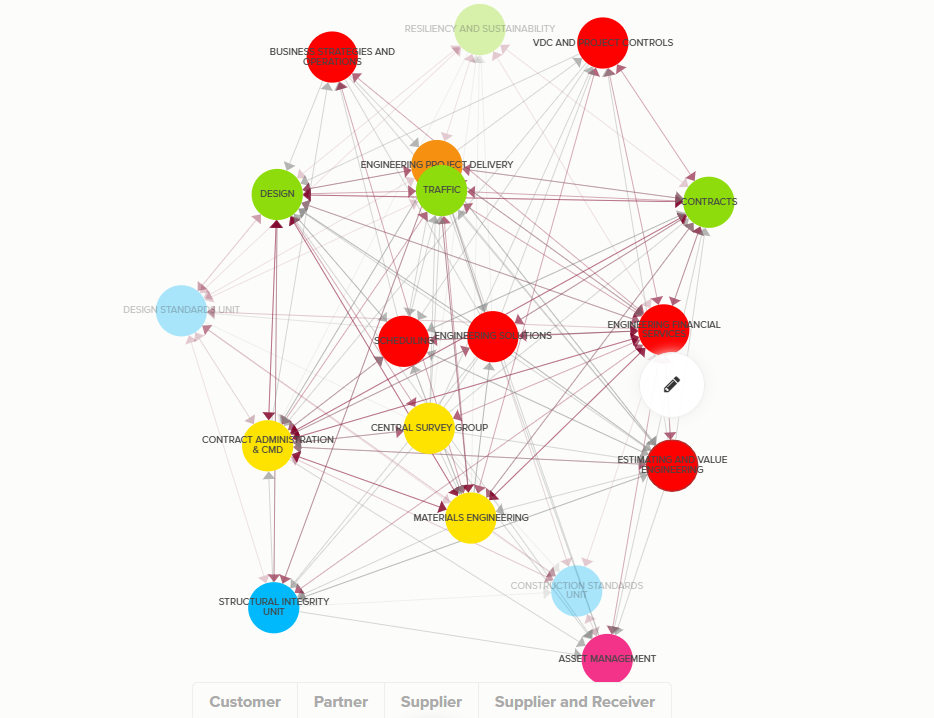 RESILIENCY AND SUSTAINABILITY
BUSINESS STRATEGIES AND
OPERATIONS
VDC AND PROJECT CONTROLS
ENGINEERING PROJECT DELIVERY
DESIGN
TRAFFIC
CONTRACTS
DESIGN STANDARDS UNIT
SCHEDULING
ENGINEERING SOLUTIONS
ENGINEERING FINANCIAL
SERVICES
CONTRACT ADMINISTRATION
& CMD
CENTRAL SURVEY GROUP
ESTIMATING AND VALUE
ENGINEERING
MATERIALS ENGINEERING
CONSTRUCTION STANDARDS
UNIT
STRUCTURAL INTEGRITY
UNIT
ASSET MANAGEMENT
Customer
Partner
Supplier
Supplier and Receiver